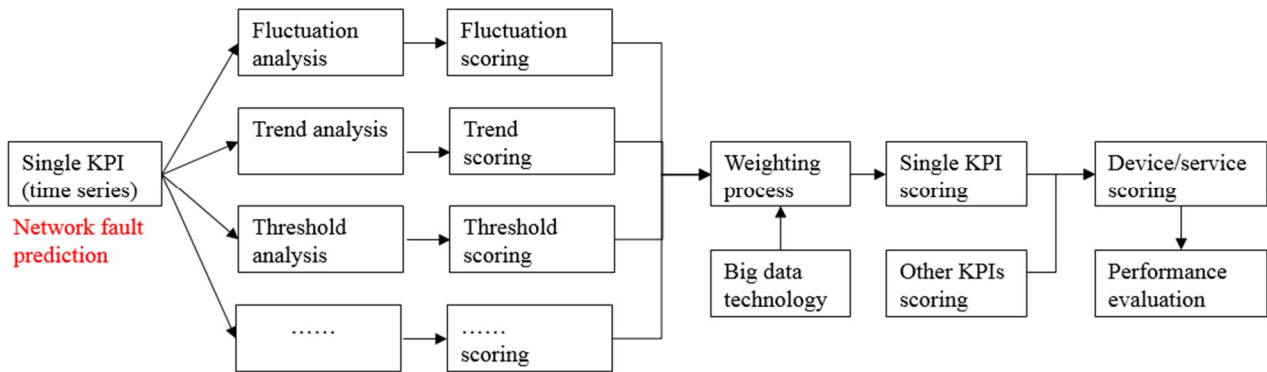 Fluctuation
analysis
Fluctuation
scoring
Trend analysis
Trend
scoring
Single KPI
(time series)
Network fault
prediction
Threshold
analysis
Threshold
scoring
……
……
scoring
Weighting
process
Big data
technology
Single KPI
scoring
Other KPIs
scoring
Device/service
scoring
Performance
evaluation